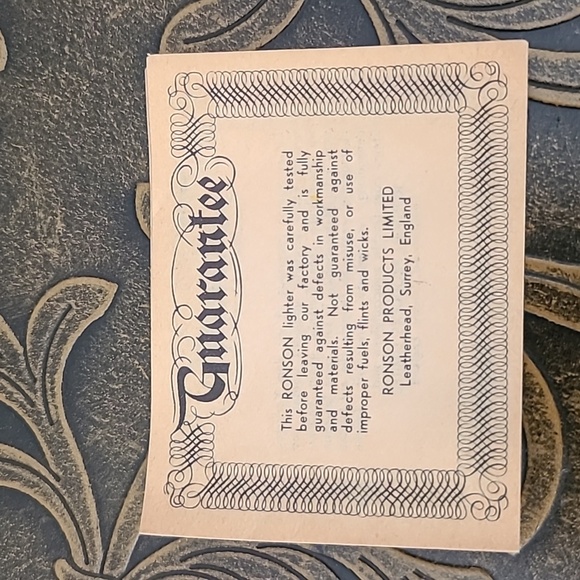 Guarantee
This RONSON lighter was carefully tested
before leaving our factory and is fully
guaranteed against defects in workmanship
and materials. Not guaranteed against
defects resulting from misuse, or use of
improper fuels, flints and wicks.
RONSON PRODUCTS LIMITED
Leatherhead, Surrey, England